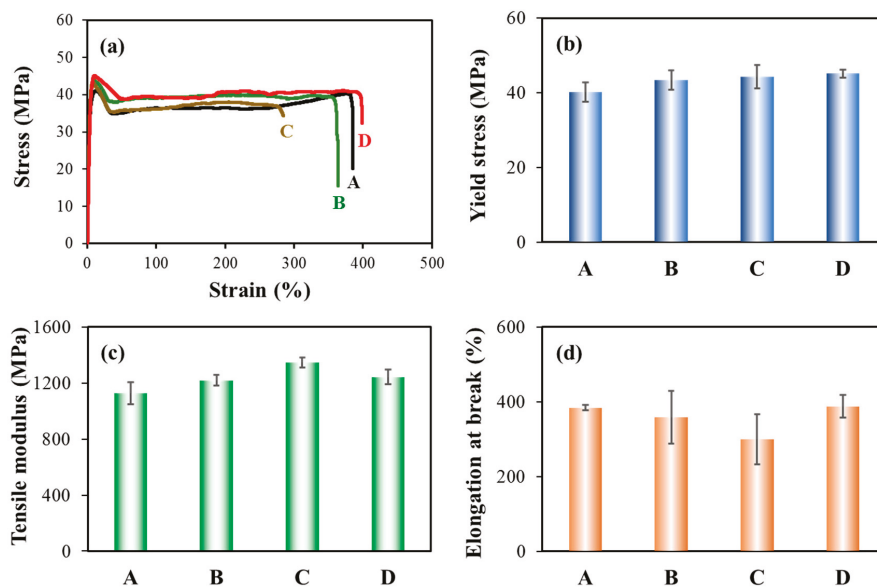 (a)
Stress (MPa)
60
50
40
30
20
10
0
0 100 200 300 400 500
Strain (%)
A
B
C
D
(b)
Yield stress (MPa)
60
40
20
0
A B C D
(c)
Tensile modulus (MPa)
1600
1200
800
400
0
A B C D
(d)
Elongation at break (%)
600
400
200
0
A B C D